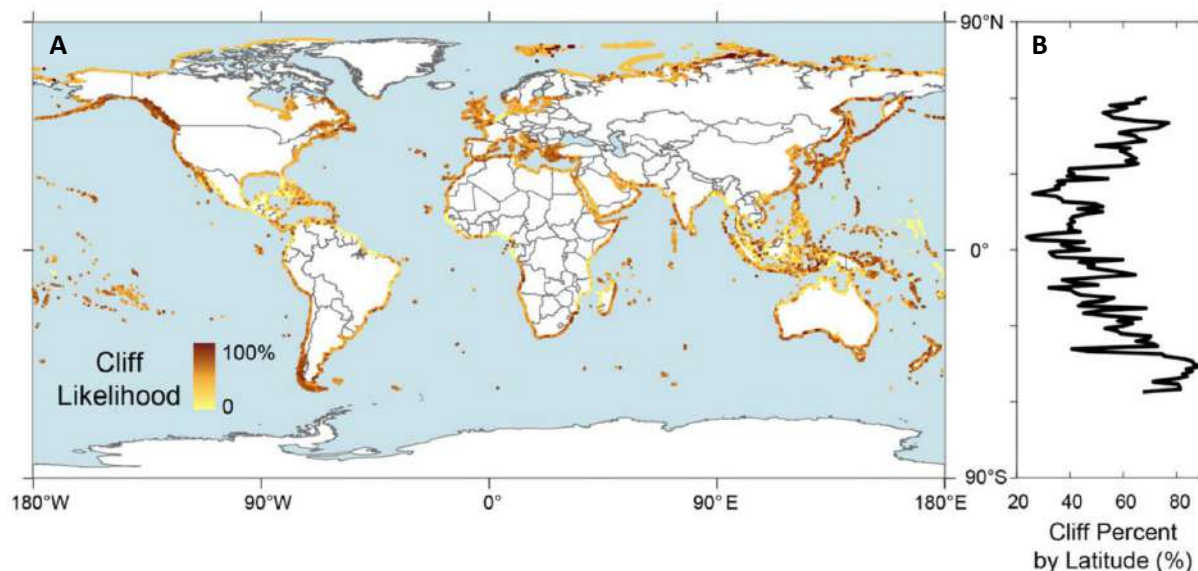 A
B
90°N
0°
90°S
Cliff
Likelihood
100%
0
180°W
90°W
0°
90°E
180°E
20
40
60
80
Cliff Percent
by Latitude (%)